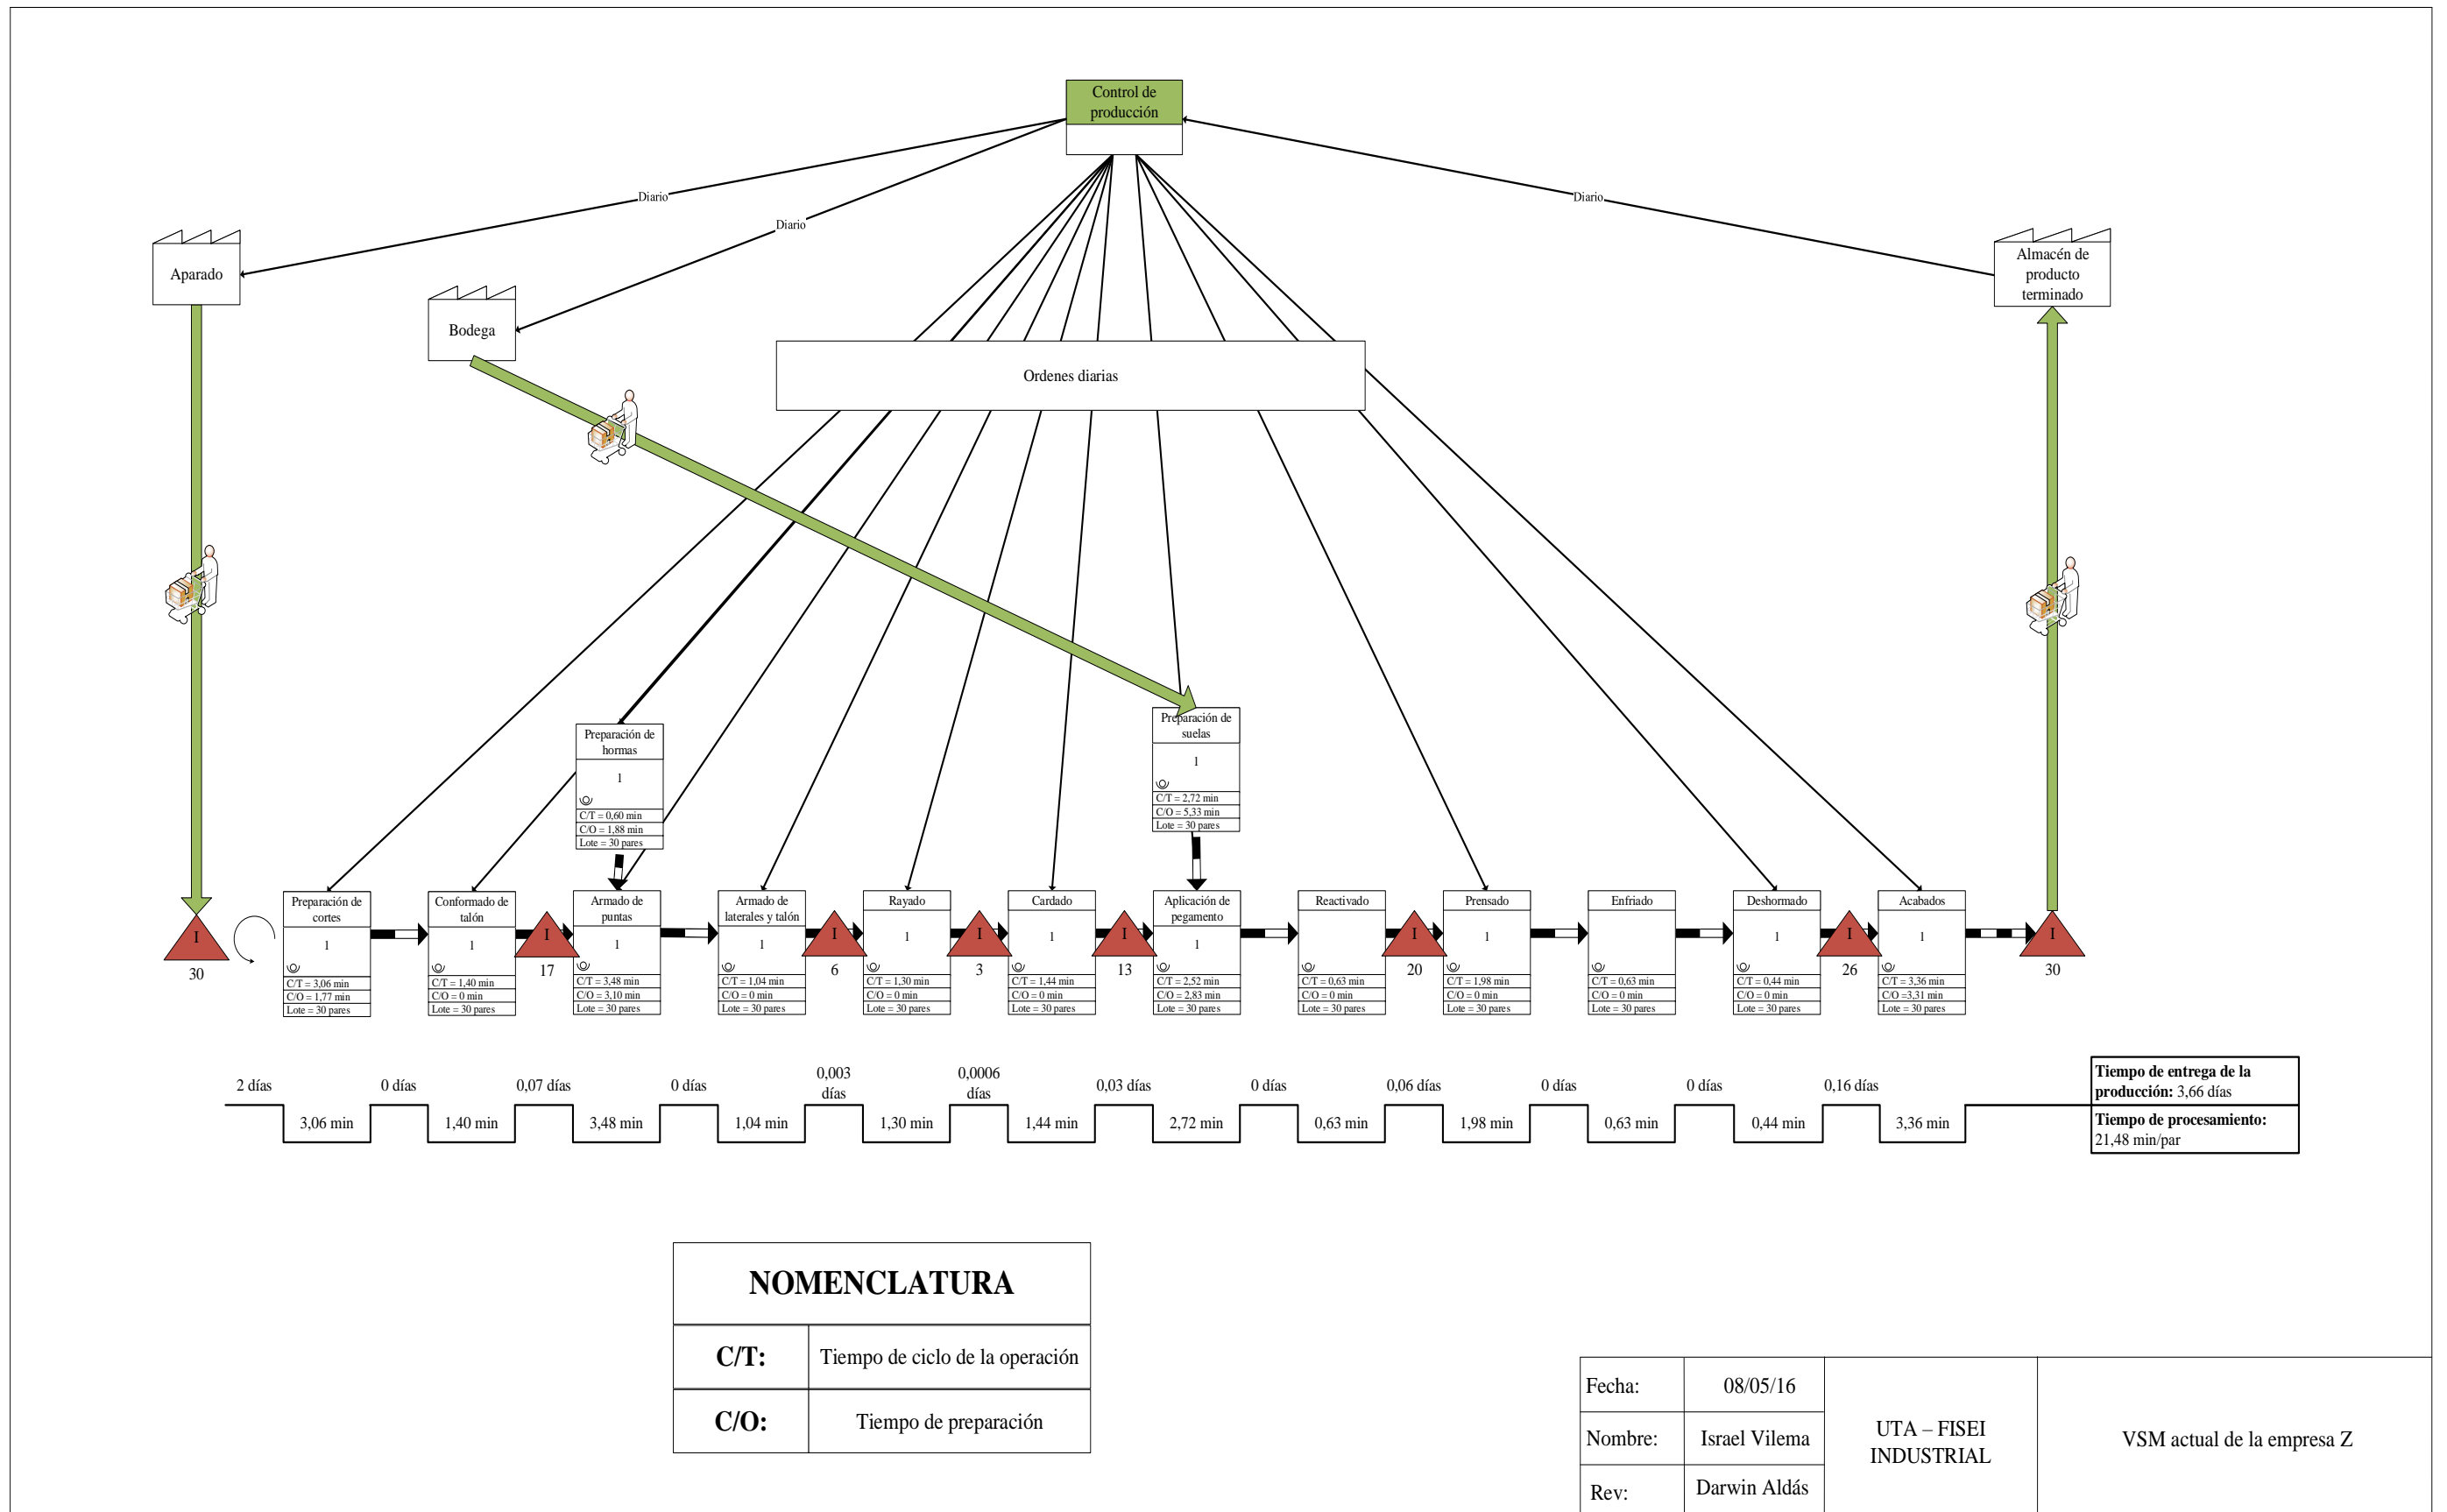 Control de
producción
Diario
Diario
Diario
Aparado
Bodega
Almacén de
producto
terminado
Ordenes diarias
Preparación de
hormas
1
C/T = 0,60 min
C/O = 1,88 min
Lote = 30 pares
Preparación de
suelas
1
C/T = 2,72 min
C/O = 5,33 min
Lote = 30 pares
I
30
Preparación de
cortes
1
C/T = 3,06 min
C/O = 1,77 min
Lote = 30 pares
Conformado de
talón
1
C/T = 1,40 min
C/O = 0 min
Lote = 30 pares
I
17
Armado de
puntas
1
C/T = 3,48 min
C/O = 3,10 min
Lote = 30 pares
Armado de
laterales y talón
1
C/T = 1,04 min
C/O = 0 min
Lote = 30 pares
I
6
Rayado
1
C/T = 1,30 min
C/O = 0 min
Lote = 30 pares
I
3
Cardado
1
C/T = 1,44 min
C/O = 0 min
Lote = 30 pares
I
13
Aplicación de
pegamento
1
C/T = 2,52 min
C/O = 2,83 min
Lote = 30 pares
Reactivado
C/T = 0,63 min
C/O = 0 min
Lote = 30 pares
I
20
Prensado
1
C/T = 1,98 min
C/O = 0 min
Lote = 30 pares
Enfriado
C/T = 0,63 min
C/O = 0 min
Lote = 30 pares
Deshormado
1
C/T = 0,44 min
C/O = 0 min
Lote = 30 pares
I
26
Acabados
1
C/T = 3,36 min
C/O =3,31 min
Lote = 30 pares
I
30
2 días
0 días
0,07 días
0 días
0,003
días
0,0006
días
0,03 días
0 días
0,06 días
0 días
0 días
0,16 días
3,06 min
1,40 min
3,48 min
1,04 min
1,30 min
1,44 min
2,72 min
0,63 min
1,98 min
0,63 min
0,44 min
3,36 min
Tiempo de entrega de la
producción: 3,66 días
Tiempo de procesamiento:
21,48 min/par
NOMENCLATURA
C/T:
Tiempo de ciclo de la operación
C/O:
Tiempo de preparación
Fecha:
08/05/16
Nombre:
Israel Vilema
Rev:
Darwin Aldás
UTA – FISEI
INDUSTRIAL
VSM actual de la empresa Z